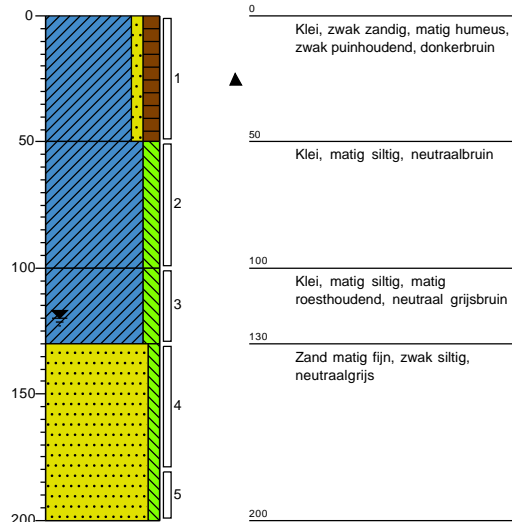 0
50
100
150
200
1
2
3
4
5
0
Klei, zwak zandig, matig humeus,
zwak puinhoudend, donkerbruin
50
Klei, matig siltig, neutraalbruin
100
Klei, matig siltig, matig
roesthoudend, neutraal grijsbruin
130
Zand matig fijn, zwak siltig,
neutraalgrijs
200